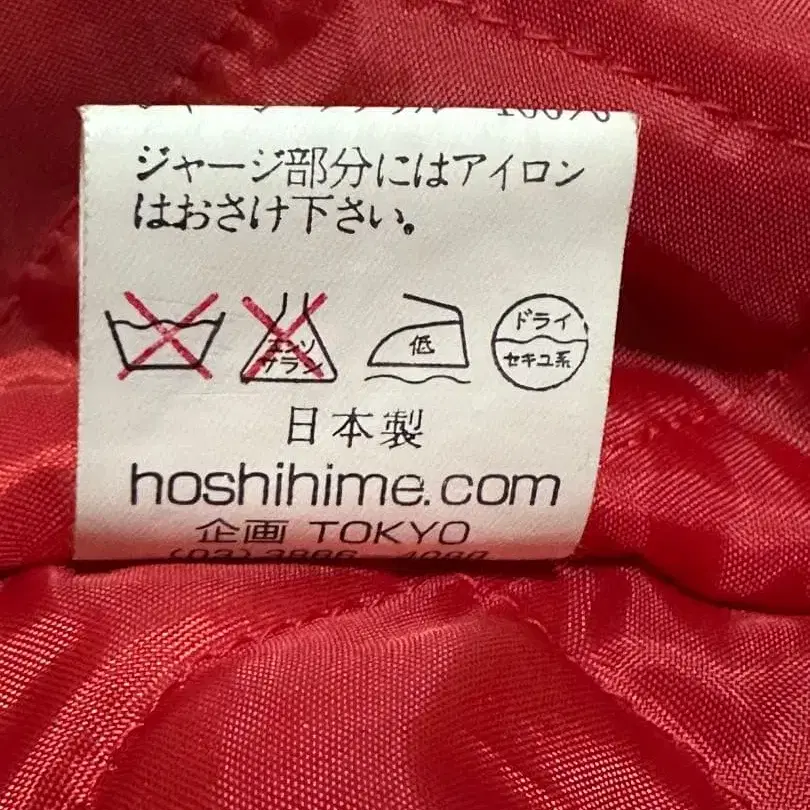 100%
ジャージ部分にはアイロン
はおさけ下さい。
エンソ
サラシ
低
ドライ
セキユ系
日本製
hoshihime.com
企画 TOKYO